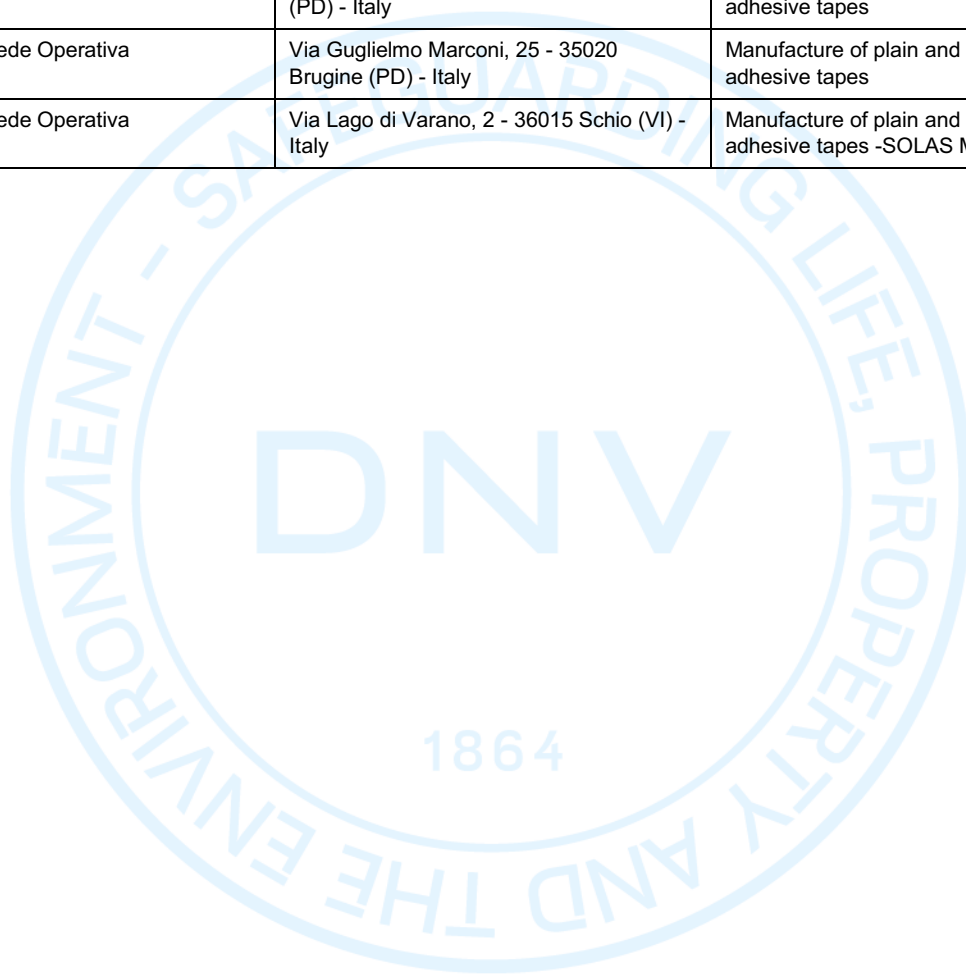 (PD) - Italy
adhesive tapes
ede Operativa
Via Guglielmo Marconi, 25 - 35020
Brugine (PD) - Italy
Manufacture of plain and
adhesive tapes
ede Operativa
Via Lago di Varano, 2 - 36015 Schio (VI) -
Italy
Manufacture of plain and
adhesive tapes -SOLAS M
SAFEGUARDING LIFE, PROPERTY AND THE ENVIRONMENT -
DNV
1864